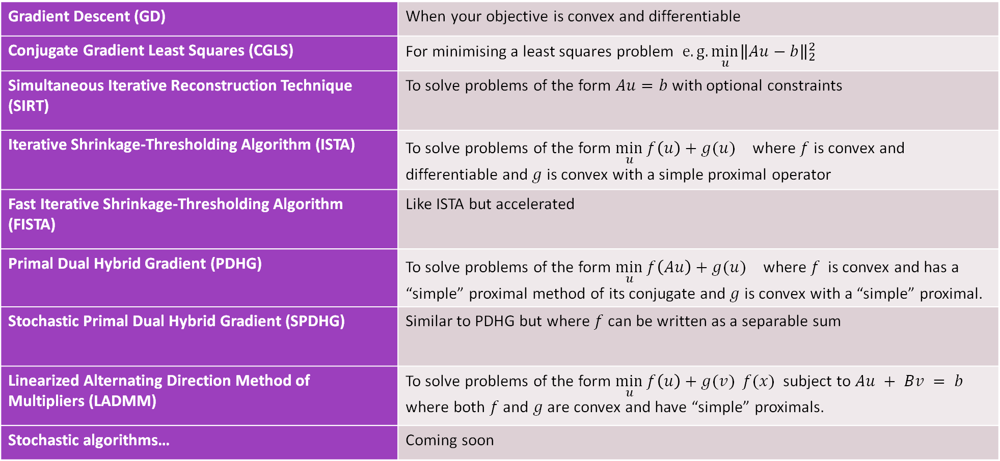 Gradient Descent (GD)
When your objective is convex and differentiable
Conjugate Gradient Least Squares (CGLS)
For minimising a least squares problem e.g. min_u ‖Au − b‖₂²
Simultaneous Iterative Reconstruction Technique
(SIRT)
To solve problems of the form Au = b with optional constraints
Iterative Shrinkage-Thresholding Algorithm (ISTA)
To solve problems of the form min_u f(u) + g(u) where f is convex and
differentiable and g is convex with a simple proximal operator
Fast Iterative Shrinkage-Thresholding Algorithm
(FISTA)
Like ISTA but accelerated
Primal Dual Hybrid Gradient (PDHG)
To solve problems of the form min_u f(Au) + g(u) where f is convex and has a
“simple” proximal method of its conjugate and g is convex with a “simple” proximal.
Stochastic Primal Dual Hybrid Gradient (SPDHG)
Similar to PDHG but where f can be written as a separable sum
Linearized Alternating Direction Method of
Multipliers (LADMM)
To solve problems of the form min_u f(u) + g(v) f(x) subject to Au + Bv = b
where both f and g are convex and have “simple” proximals.
Stochastic algorithms…
Coming soon